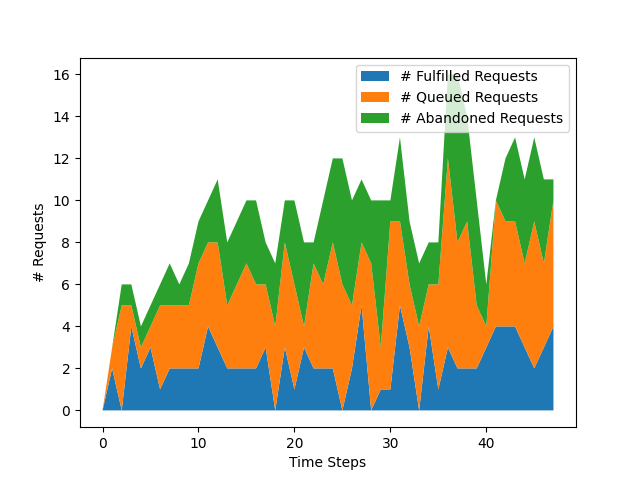 16
14
12
10
8
6
4
2
0
# Requests
# Fulfilled Requests
# Queued Requests
# Abandoned Requests
0 10 20 30 40
Time Steps